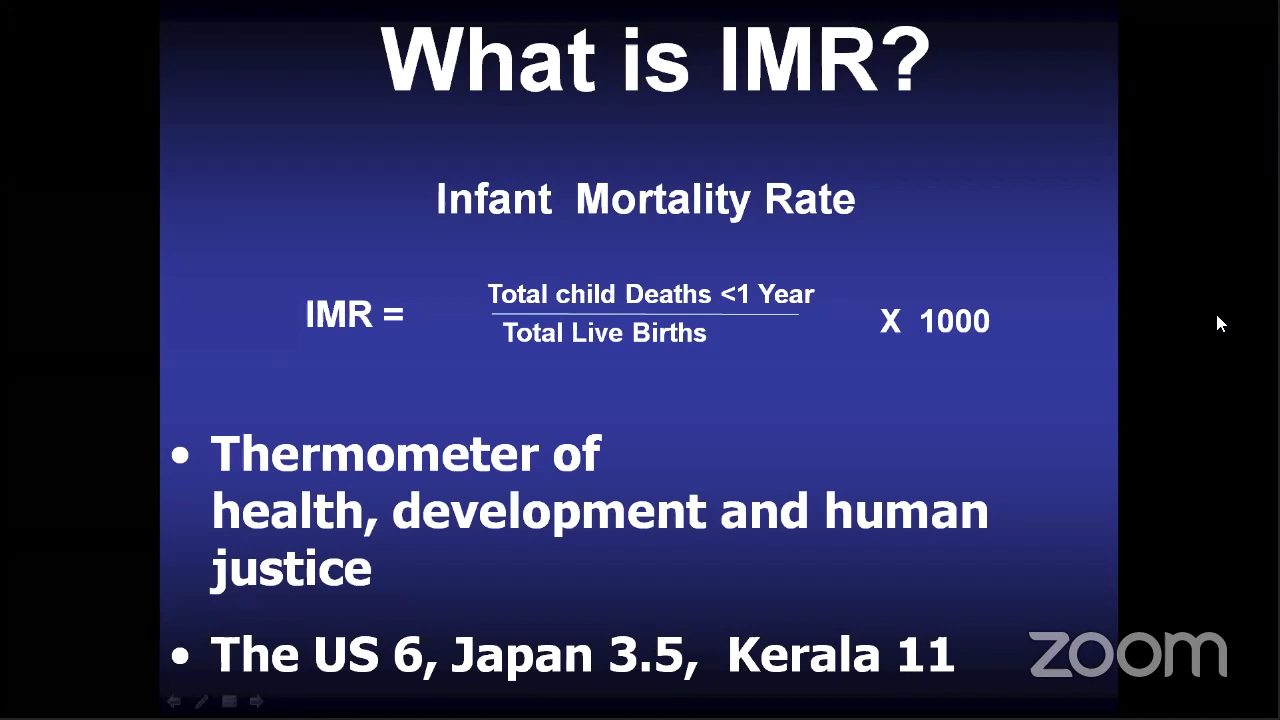 What is IMR?
Infant Mortality Rate
Total child Deaths <1 Year
IMR =
X 1000
Total Live Births
• Thermometer of
health, development and human
justice
• The US 6, Japan 3.5, Kerala 11
zoom